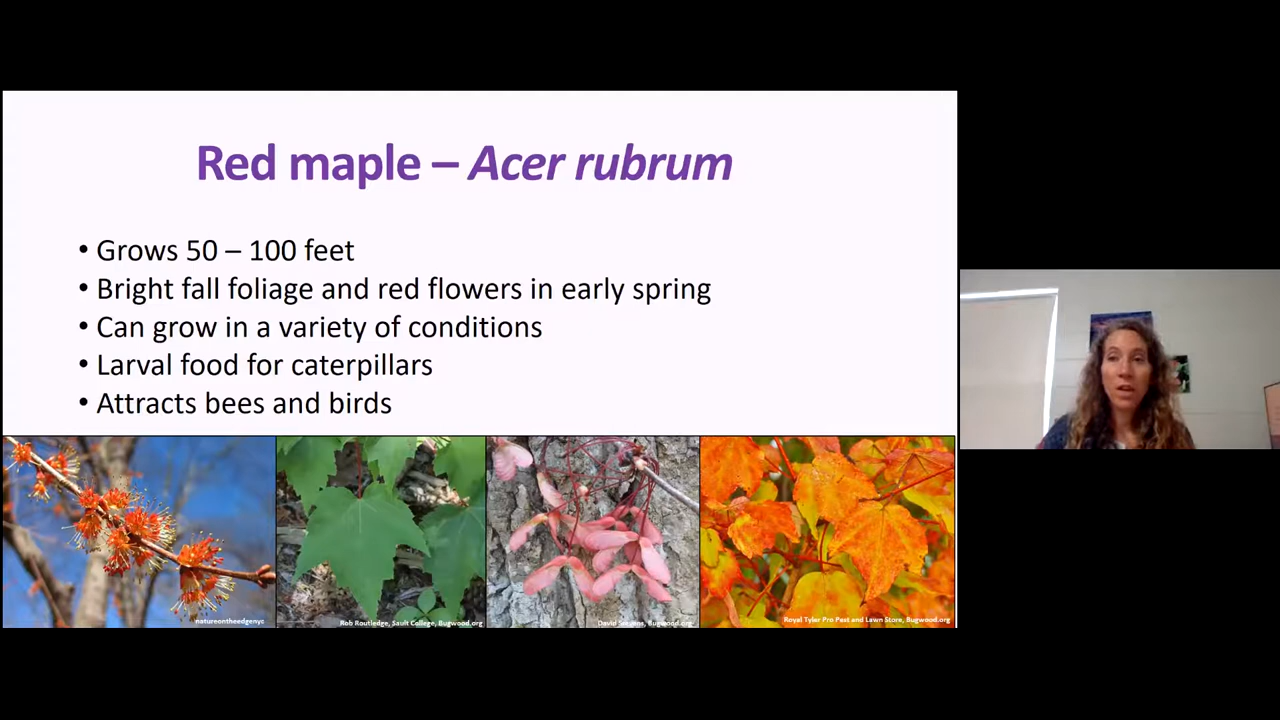 Red maple – Acer rubrum
• Grows 50 – 100 feet
• Bright fall foliage and red flowers in early spring
• Can grow in a variety of conditions
• Larval food for caterpillars
• Attracts bees and birds
natureontheedgenyc
Rob Routledge, Sault College, Bugwood.org
David Stephens, Bugwood.org
Royal Tyler Pro Pest and Lawn Store, Bugwood.org